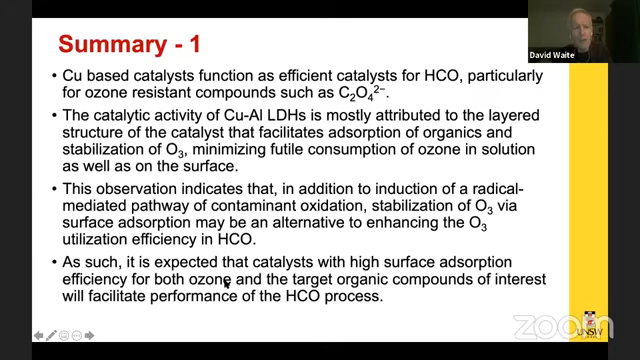 Summary - 1
David Waite
Cu based catalysts function as efficient catalysts for HCO, particularly
for ozone resistant compounds such as C₂O₄²⁻.
The catalytic activity of Cu-Al LDHs is mostly attributed to the layered
structure of the catalyst that facilitates adsorption of organics and
stabilization of O₃, minimizing futile consumption of ozone in solution
as well as on the surface.
This observation indicates that, in addition to induction of a radical-
mediated pathway of contaminant oxidation, stabilization of O₃ via
surface adsorption may be an alternative to enhancing the O₃
utilization efficiency in HCO.
As such, it is expected that catalysts with high surface adsorption
efficiency for both ozone and the target organic compounds of interest
will facilitate performance of the HCO process.
zoom
UNSW